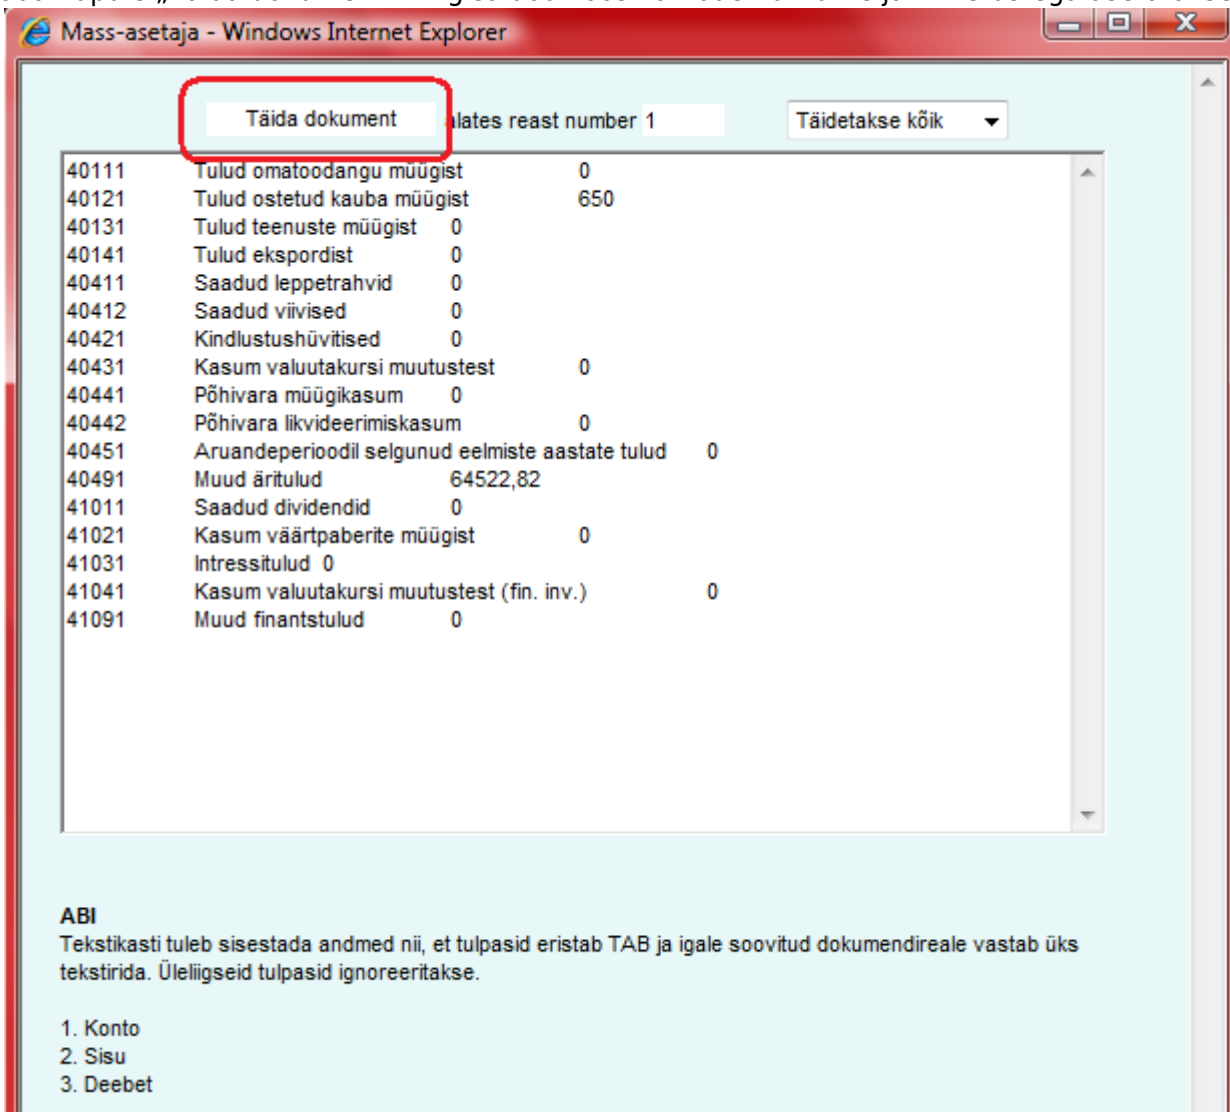 Mass-asetaja - Windows Internet Explorer
Täida dokument alates reast number 1 Täidetakse kõik
40111 Tulud omatoodangu müügist 0
40121 Tulud ostetud kauba müügist 650
40131 Tulud teenuste müügist 0
40141 Tulud ekspordist 0
40411 Saadud leppetrahvid 0
40412 Saadud viivised 0
40421 Kindlustushüvitised 0
40431 Kasum valuutakursi muutustest 0
40441 Põhivara müügikasum 0
40442 Põhivara likvideerimiskasum 0
40451 Aruandeperioodil selgunud eelmiste aastate tulud 0
40491 Muud äritulud 64522,82
41011 Saadud dividendid 0
41021 Kasum väärtpaberite müügist 0
41031 Intressitulud 0
41041 Kasum valuutakursi muutustest (fin. inv.) 0
41091 Muud finantstulud 0
ABI
Tekstikasti tuleb sisestada andmed nii, et tulpasid eristab TAB ja igale soovitud dokumendireale vastab üks
tekstirida. Üleliigseid tulpasid ignoreeritakse.
1. Konto
2. Sisu
3. Deebet